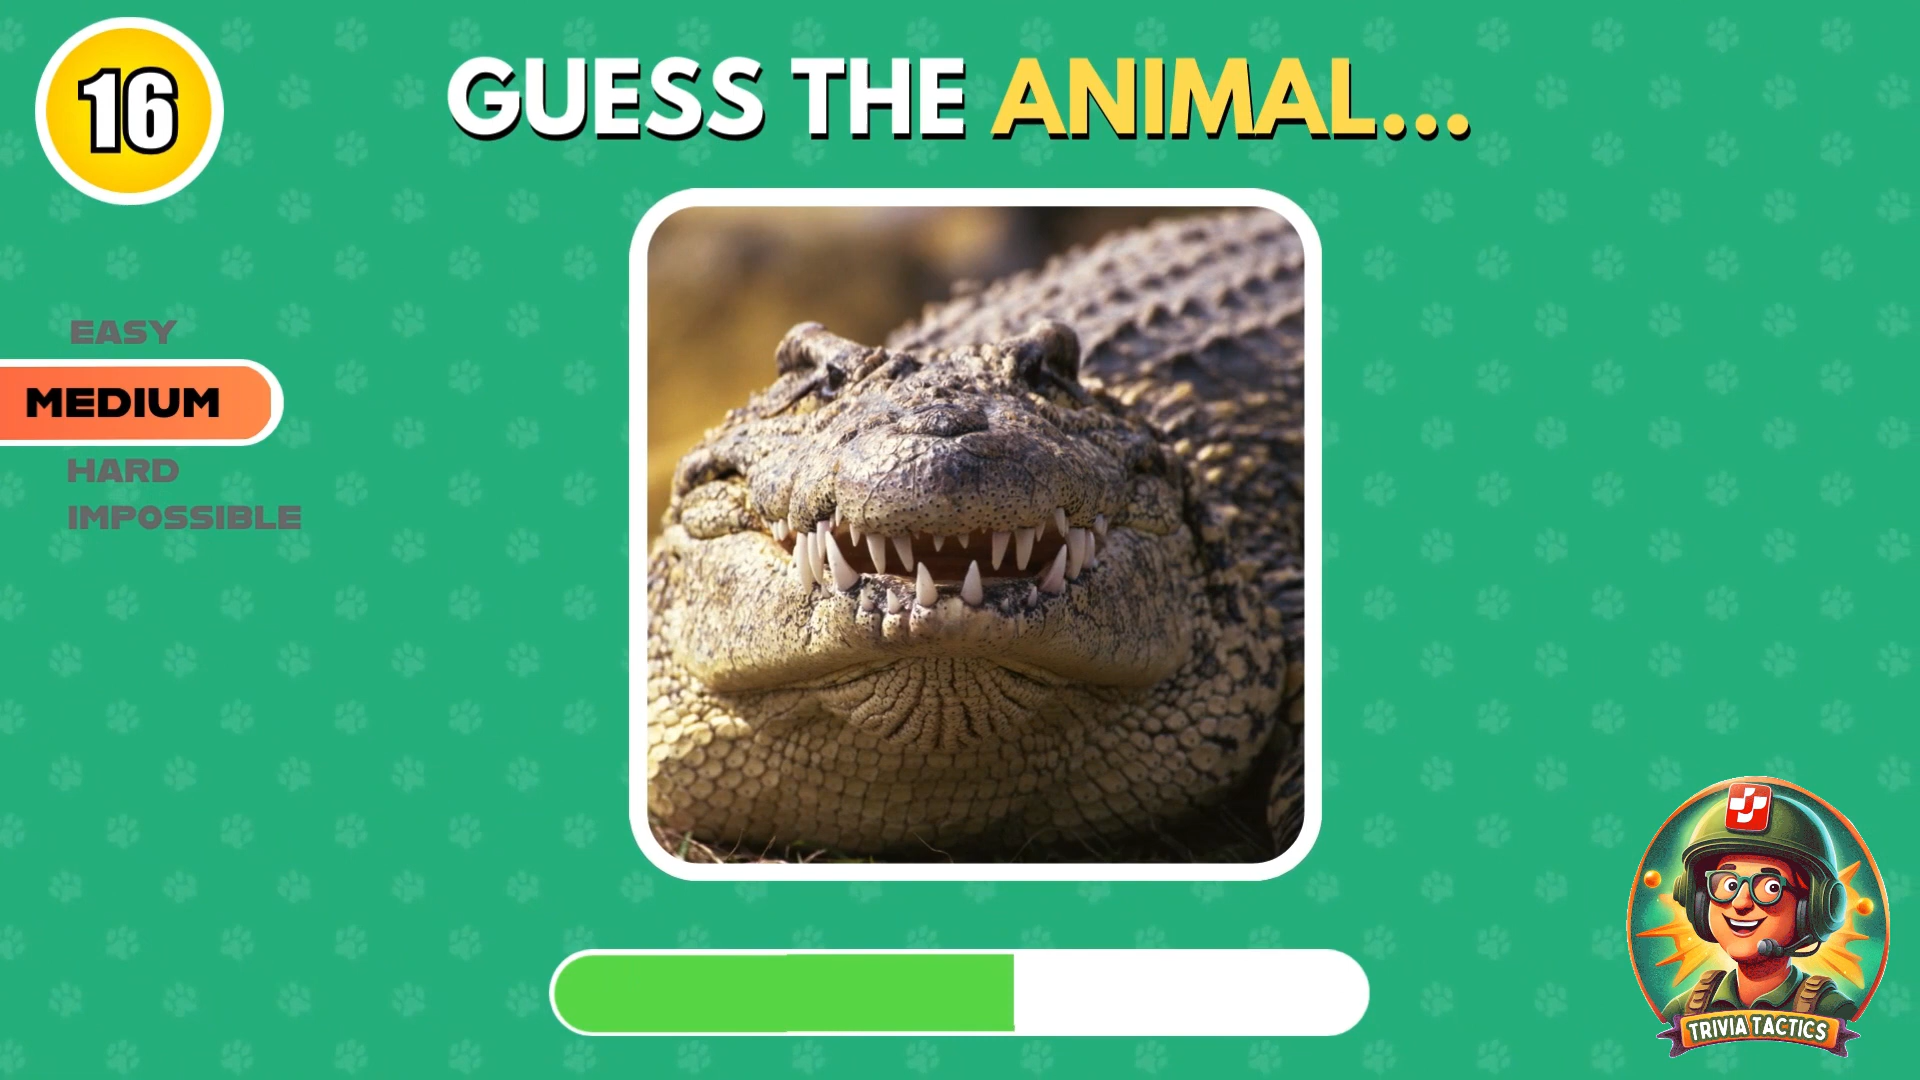 16
GUESS THE ANIMAL...
EASY
MEDIUM
HARD
IMPOSSIBLE
TRIVIA TACTICS